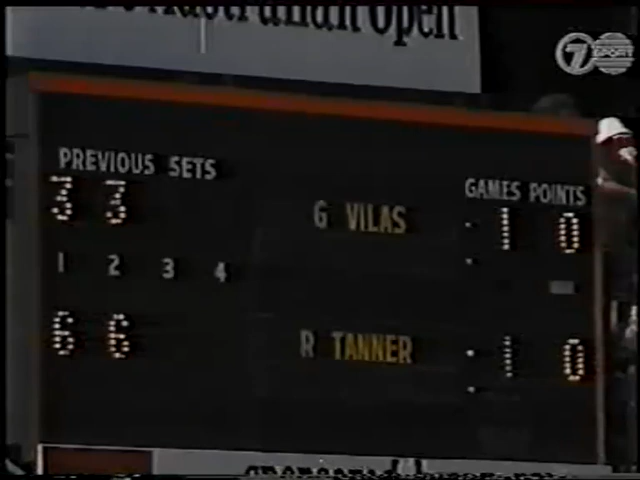 Australian Open
7 SPORT
PREVIOUS SETS
GAMES POINTS
3 3
G VILAS
1 0
1 2 3 4
6 6
R TANNER
1 0